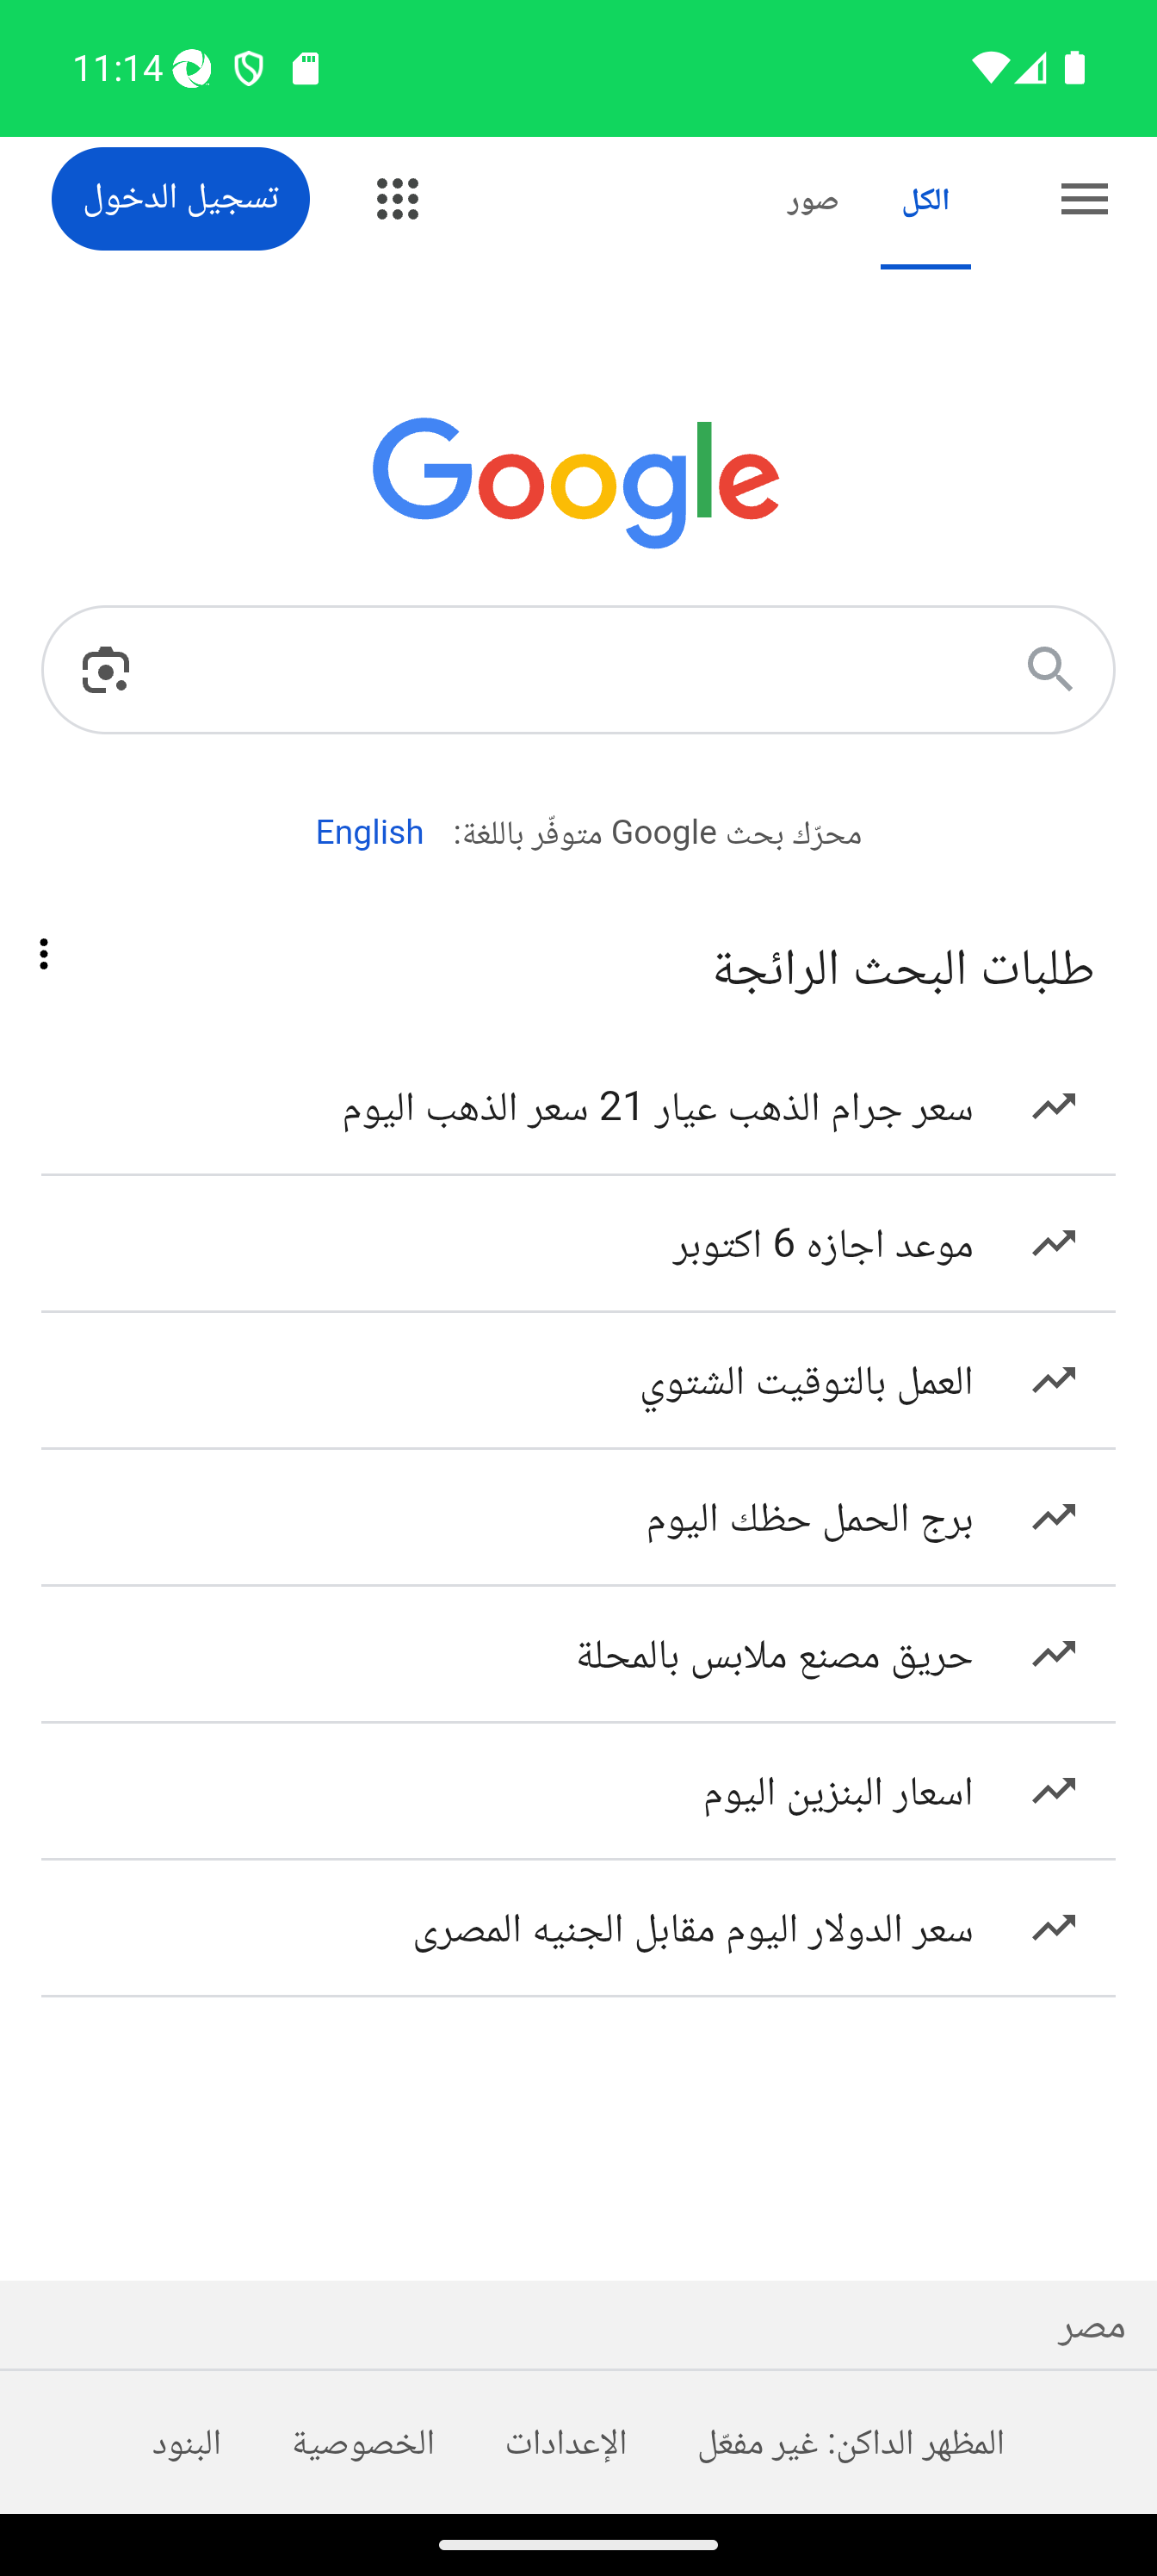 11:14
الكل
صور
تسجيل الدخول
Google
محرّك بحث Google متوفّر باللغة: English
طلبات البحث الرائجة
سعر جرام الذهب عيار 21 سعر الذهب اليوم
موعد اجازه 6 اكتوبر
العمل بالتوقيت الشتوي
برج الحمل حظك اليوم
حريق مصنع ملابس بالمحلة
اسعار البنزين اليوم
سعر الدولار اليوم مقابل الجنيه المصرى
مصر
المظهر الداكن: غير مفعّل الإعدادات الخصوصية البنود